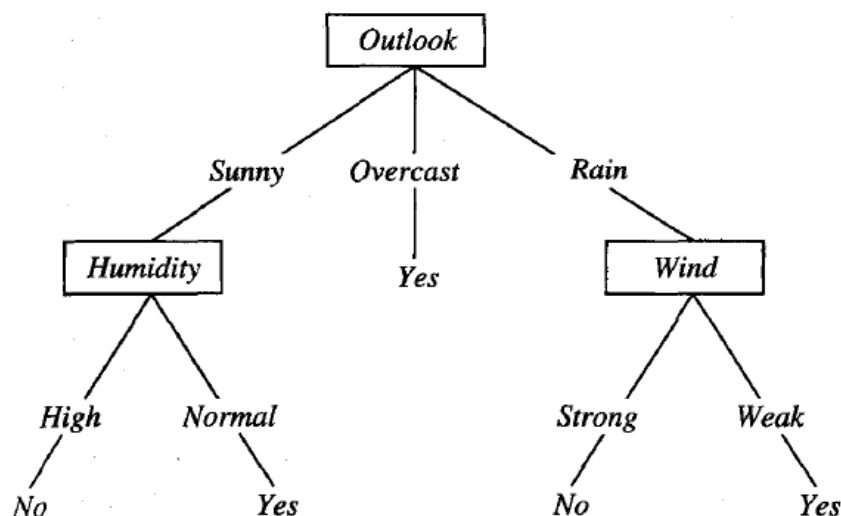 Outlook
Sunny Overcast Rain
Humidity Yes Wind
High Normal Strong Weak
No Yes No Yes